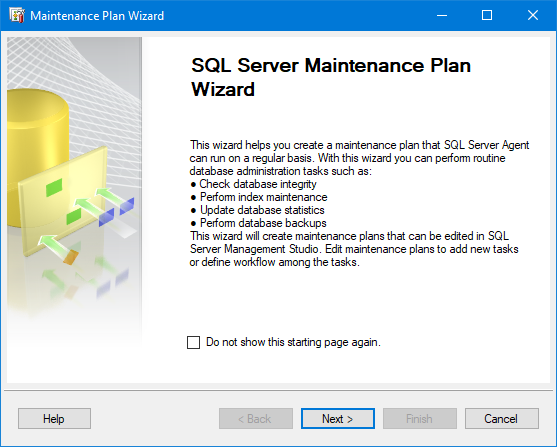 Maintenance Plan Wizard
SQL Server Maintenance Plan
Wizard
This wizard helps you create a maintenance plan that SQL Server Agent
can run on a regular basis. With this wizard you can perform routine
database administration tasks such as:
● Check database integrity
● Perform index maintenance
● Update database statistics
● Perform database backups
This wizard will create maintenance plans that can be edited in SQL
Server Management Studio. Edit maintenance plans to add new tasks
or define workflow among the tasks.
Do not show this starting page again.
Help
< Back
Next >
Finish
Cancel